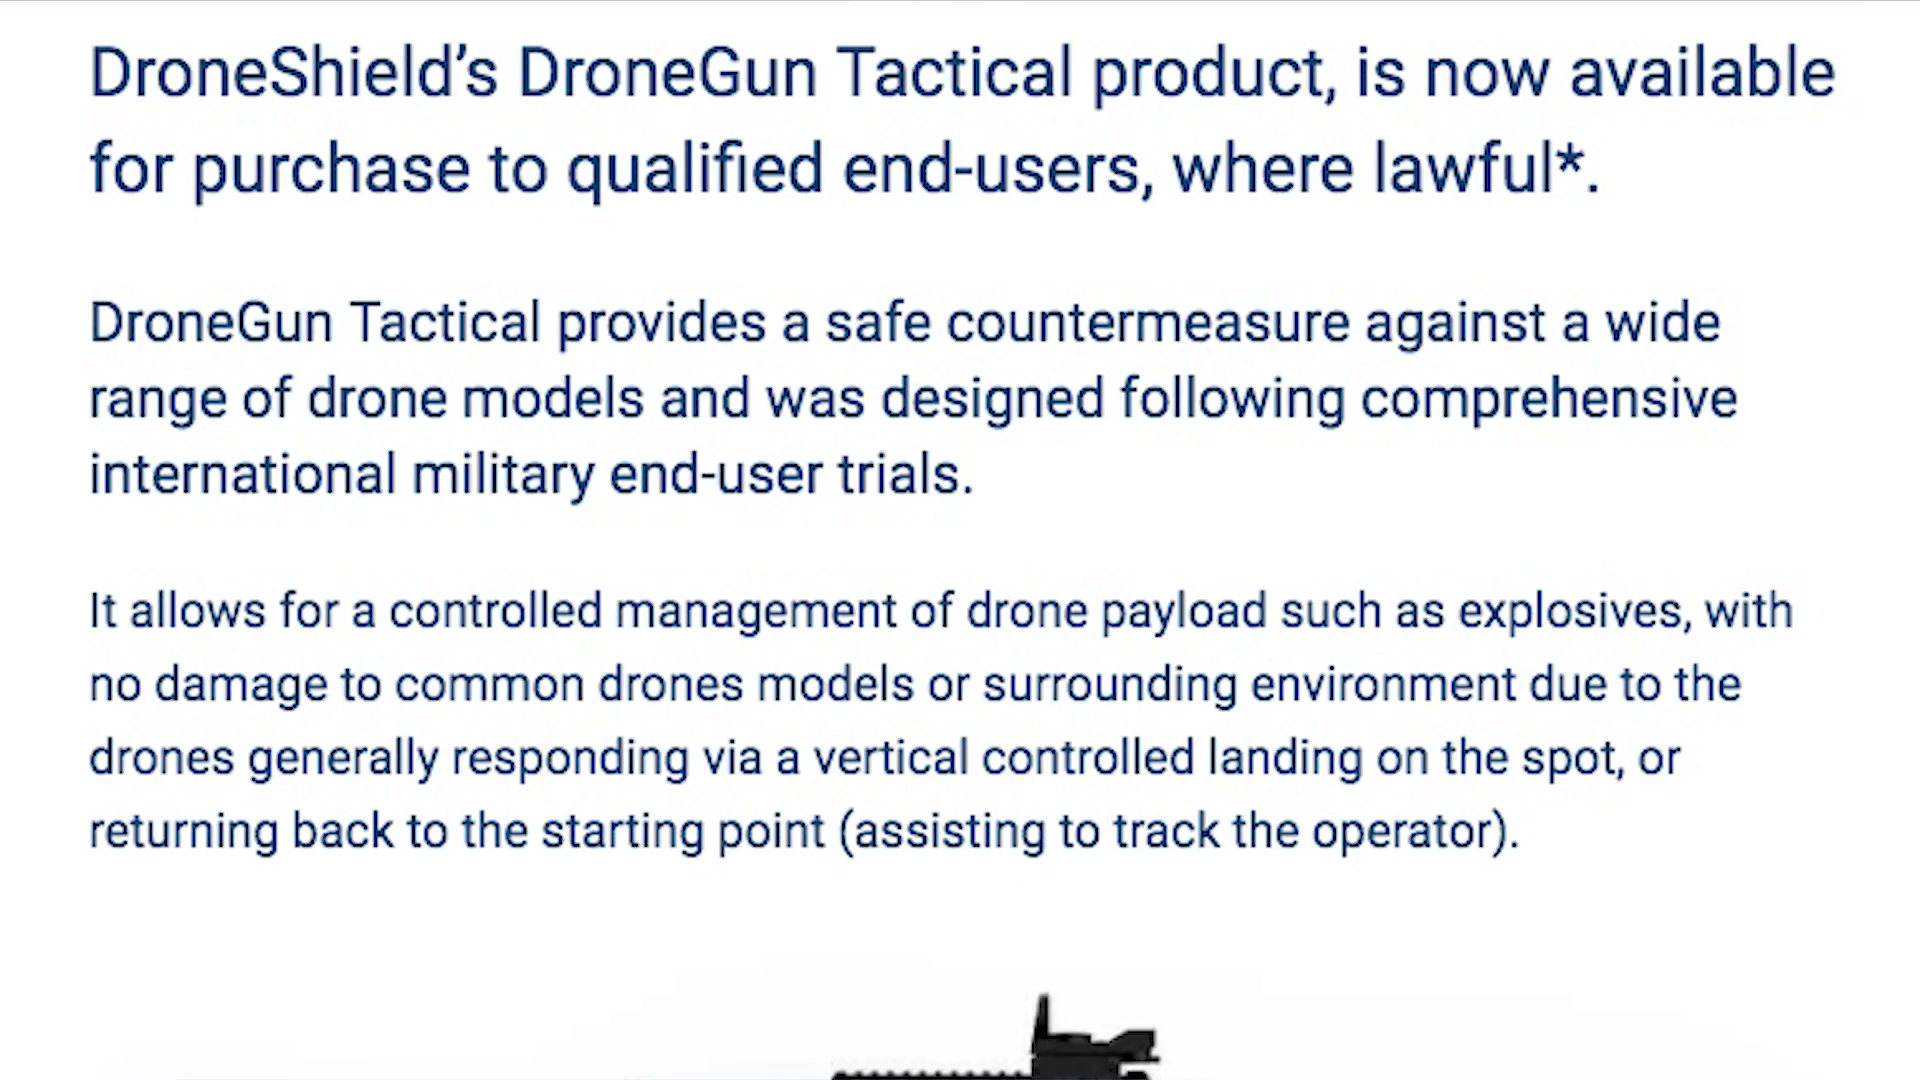 DroneShield’s DroneGun Tactical product, is now available
for purchase to qualified end-users, where lawful*.
DroneGun Tactical provides a safe countermeasure against a wide
range of drone models and was designed following comprehensive
international military end-user trials.
It allows for a controlled management of drone payload such as explosives, with
no damage to common drones models or surrounding environment due to the
drones generally responding via a vertical controlled landing on the spot, or
returning back to the starting point (assisting to track the operator).